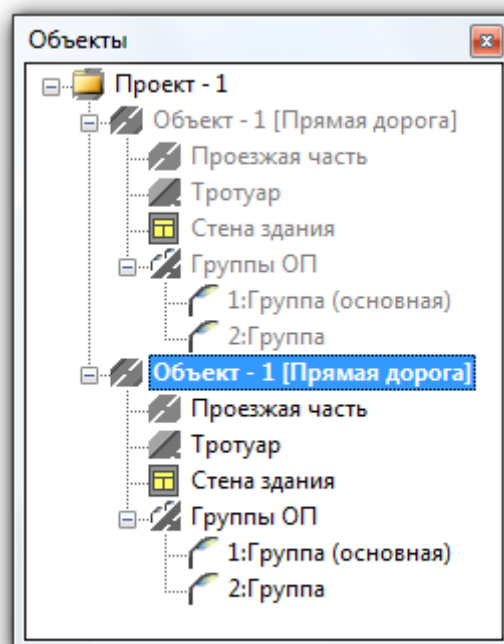 Объекты
Проект - 1
Объект - 1 [Прямая дорога]
Проезжая часть
Тротуар
Стена здания
Группы ОП
1:Группа (основная)
2:Группа
Объект - 1 [Прямая дорога]
Проезжая часть
Тротуар
Стена здания
Группы ОП
1:Группа (основная)
2:Группа